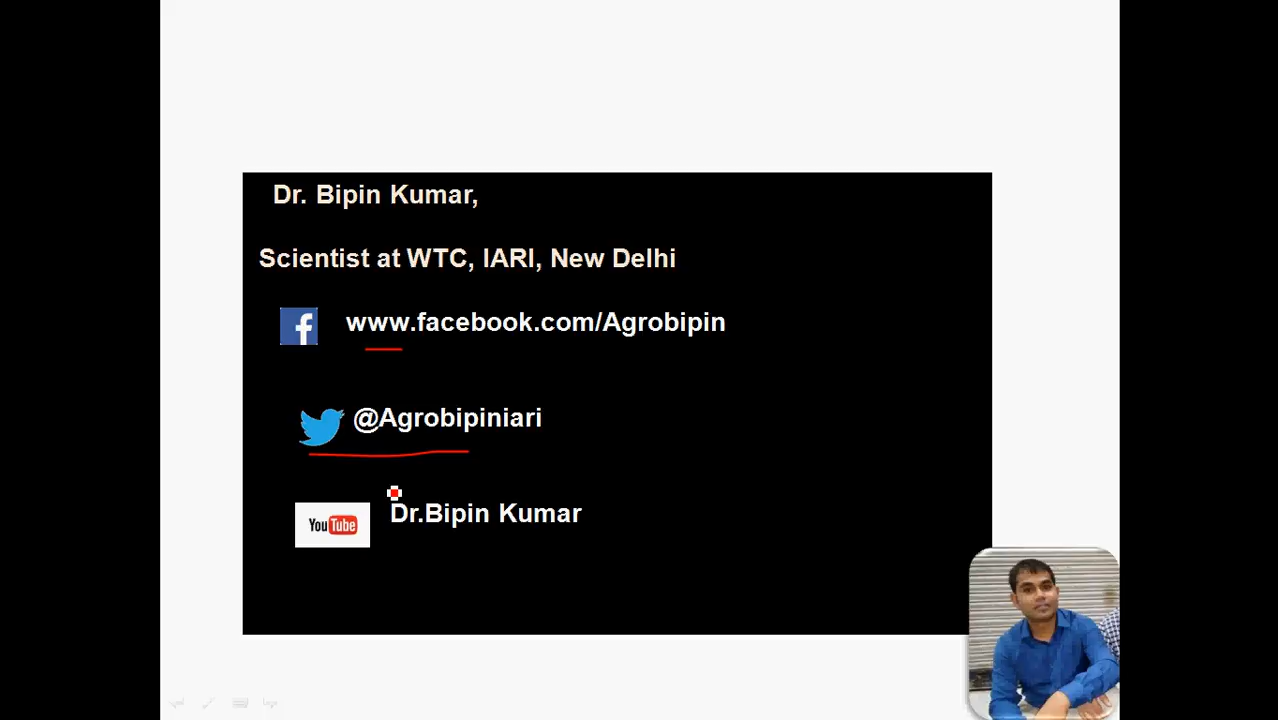 Dr. Bipin Kumar,
Scientist at WTC, IARI, New Delhi
f www.facebook.com/Agrobipin
@Agrobipiniari
YouTube Dr.Bipin Kumar